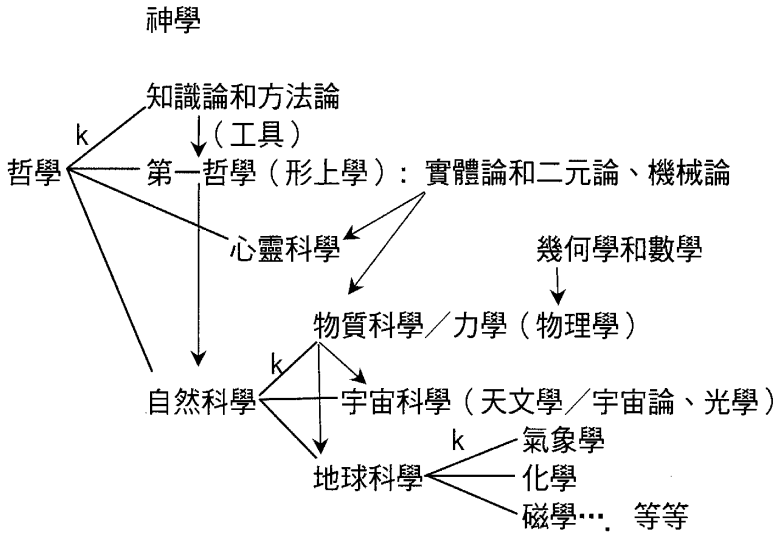 神學
知識論和方法論
k
（工具）
哲學 第一哲學（形上學）：實體論和二元論、機械論
心靈科學 幾何學和數學
物質科學／力學（物理學）
k
自然科學 宇宙科學（天文學／宇宙論、光學）
k 氣象學
地球科學 化學
磁學…．等等